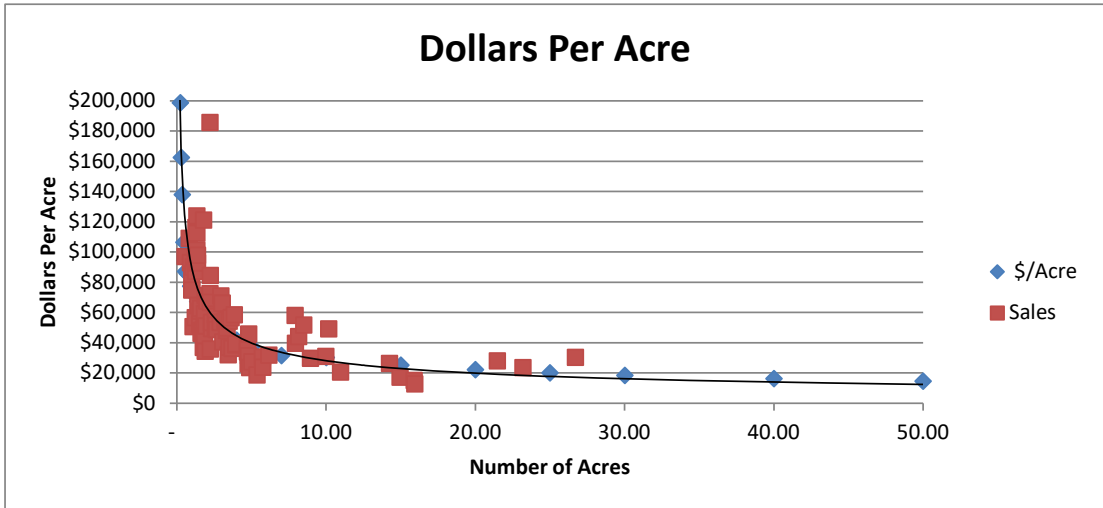 Dollars Per Acre
$200,000
$180,000
$160,000
$140,000
$120,000
$100,000
$80,000
$60,000
$40,000
$20,000
$0
Dollars Per Acre
- 10.00 20.00 30.00 40.00 50.00
Number of Acres
$/Acre
Sales